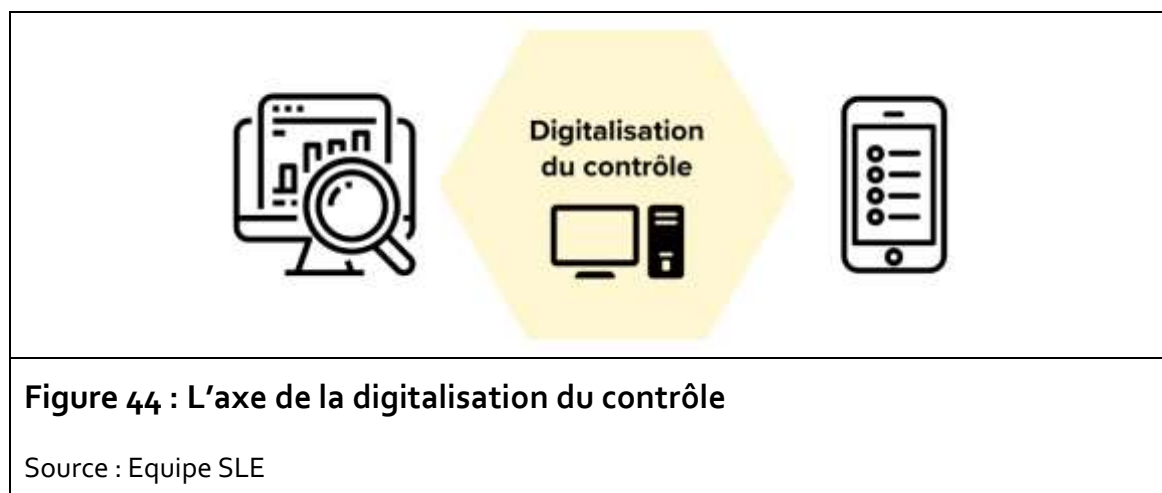 Digitalisation
du contrôle
Figure 44 : L’axe de la digitalisation du contrôle
Source : Equipe SLE